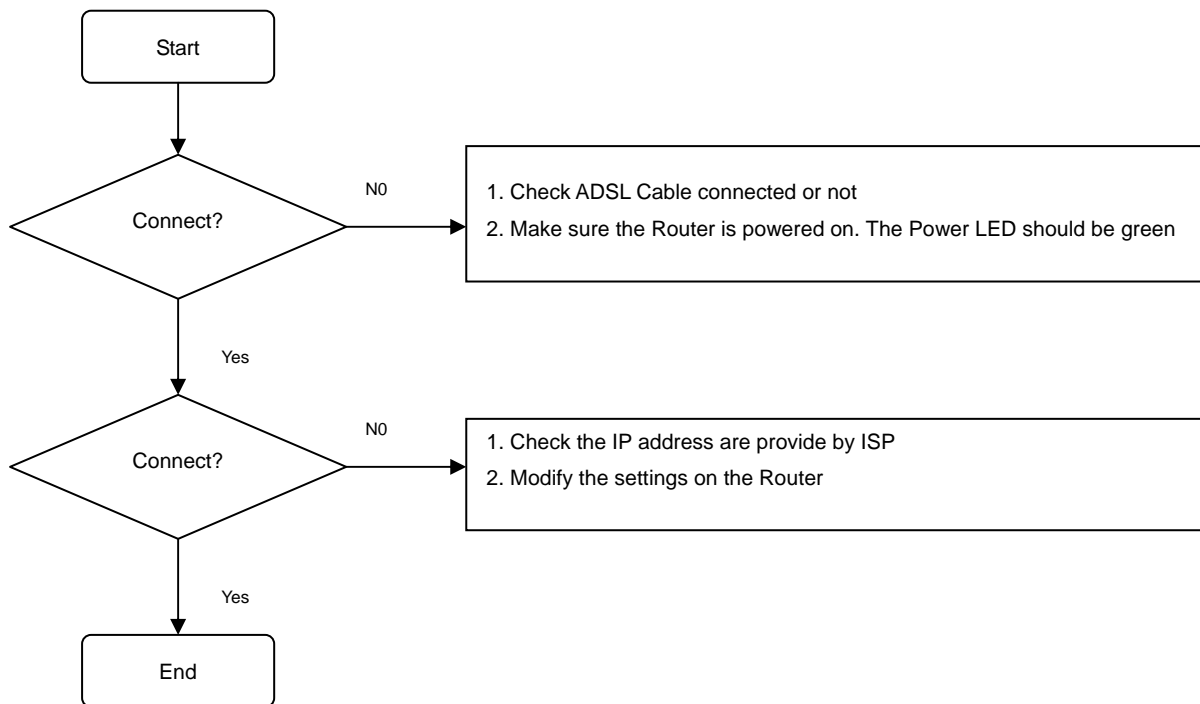 Start
Connect?
N0
1. Check ADSL Cable connected or not
2. Make sure the Router is powered on. The Power LED should be green
Yes
Connect?
N0
1. Check the IP address are provide by ISP
2. Modify the settings on the Router
Yes
End